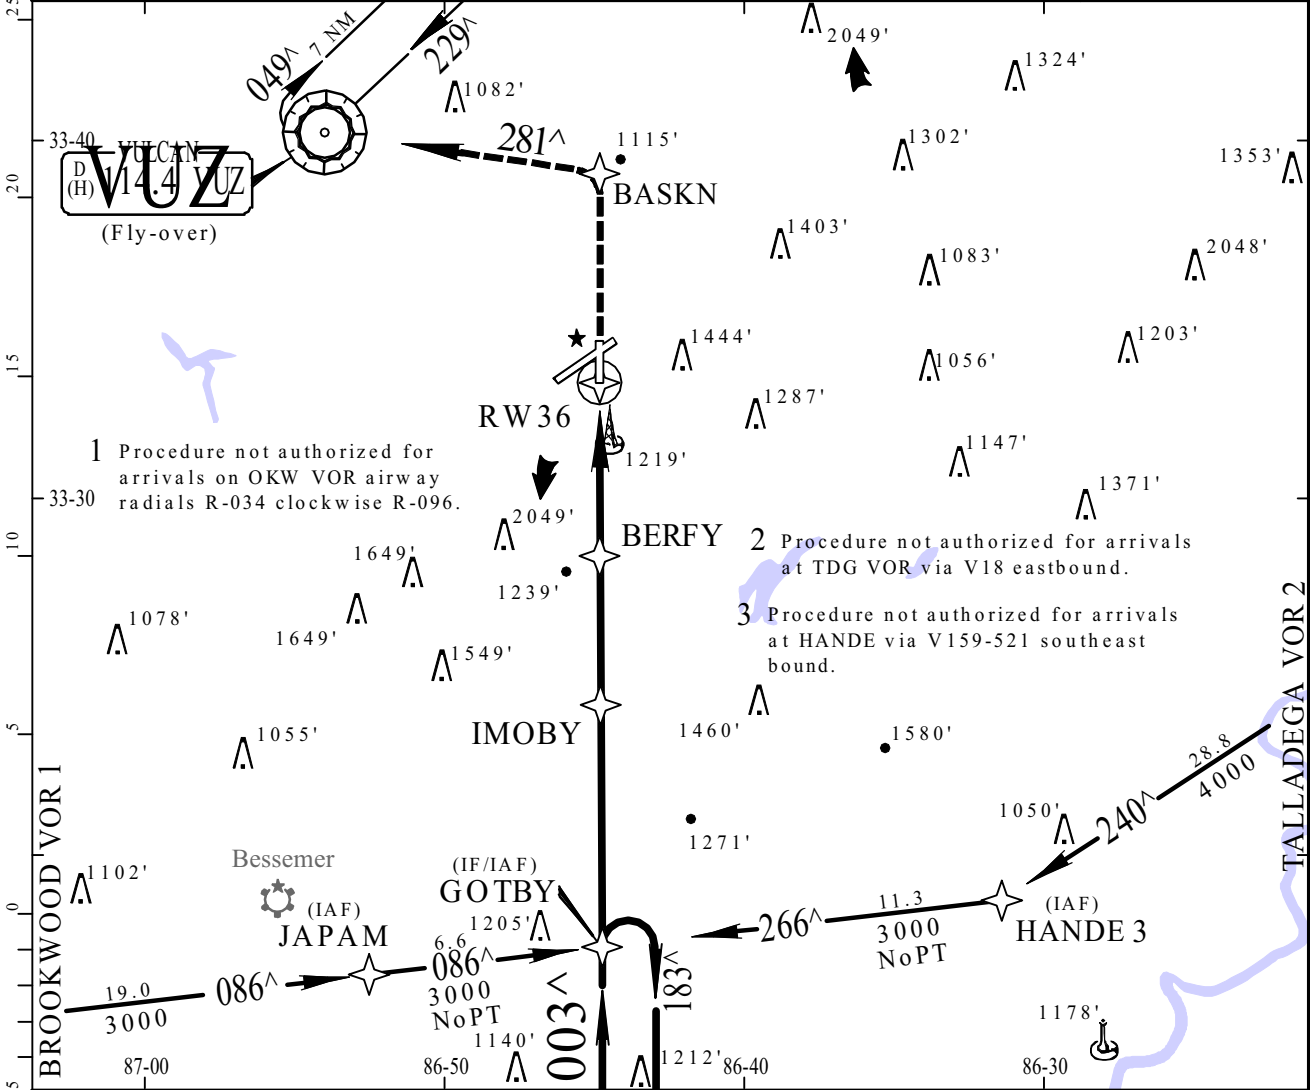 25
049^
7 NM
229^
2049'
1324'
1082'
33-40
VULCAN
D
(H)
114.4 VUZ
VUZ
(Fly-over)
281^
1115'
BASKN
1302'
1353'
20
1403'
1083'
2048'
1444'
1056'
1203'
15
1287'
RW36
1219'
1147'
1371'
1 Procedure not authorized for
arrivals on OKW VOR airway
radials R-034 clockwise R-096.
33-30
2049'
BERFY
2 Procedure not authorized for arrivals
at TDG VOR via V18 eastbound.
10
1649'
1239'
3 Procedure not authorized for arrivals
at HANDE via V159-521 southeast
bound.
1078'
1649'
1549'
IMOBY
1460'
1580'
5
1055'
28.8
4000
TALLADEGA VOR 2
240^
1050'
1271'
BROOKWOOD VOR 1
1102'
Bessemer
(IF/IAF)
GOTBY
0
(IAF)
JAPAM
1205'
11.3
266^
3000
NoPT
(IAF)
HANDE 3
6.6
086^
3000
NoPT
19.0
086^
3000
003^
183^
1178'
1140'
1212'
5
87-00
86-50
86-40
86-30